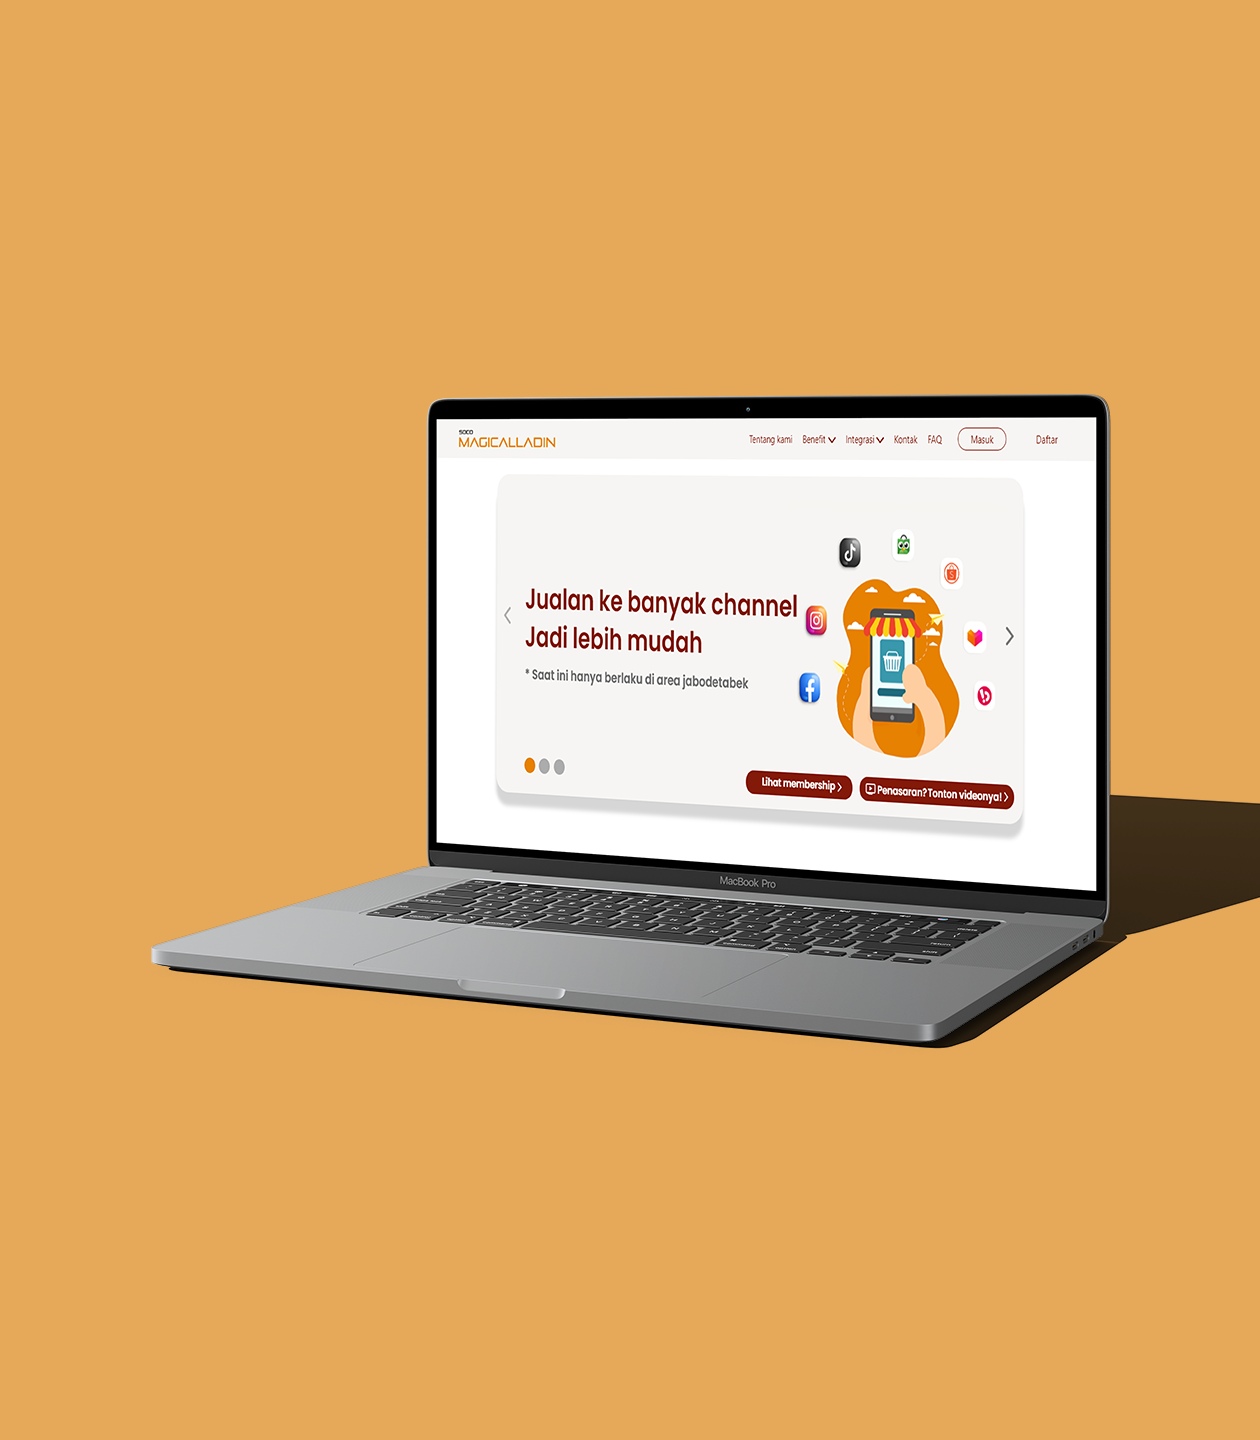 SOCO
MAGICALLADIN
Tentang kami Benefit Integrasi Kontak FAQ Masuk Daftar
Jualan ke banyak channel
Jadi lebih mudah
* Saat ini hanya berlaku di area jabodetabek
Lihat membership Penasaran? Tonton videonya!
MacBook Pro